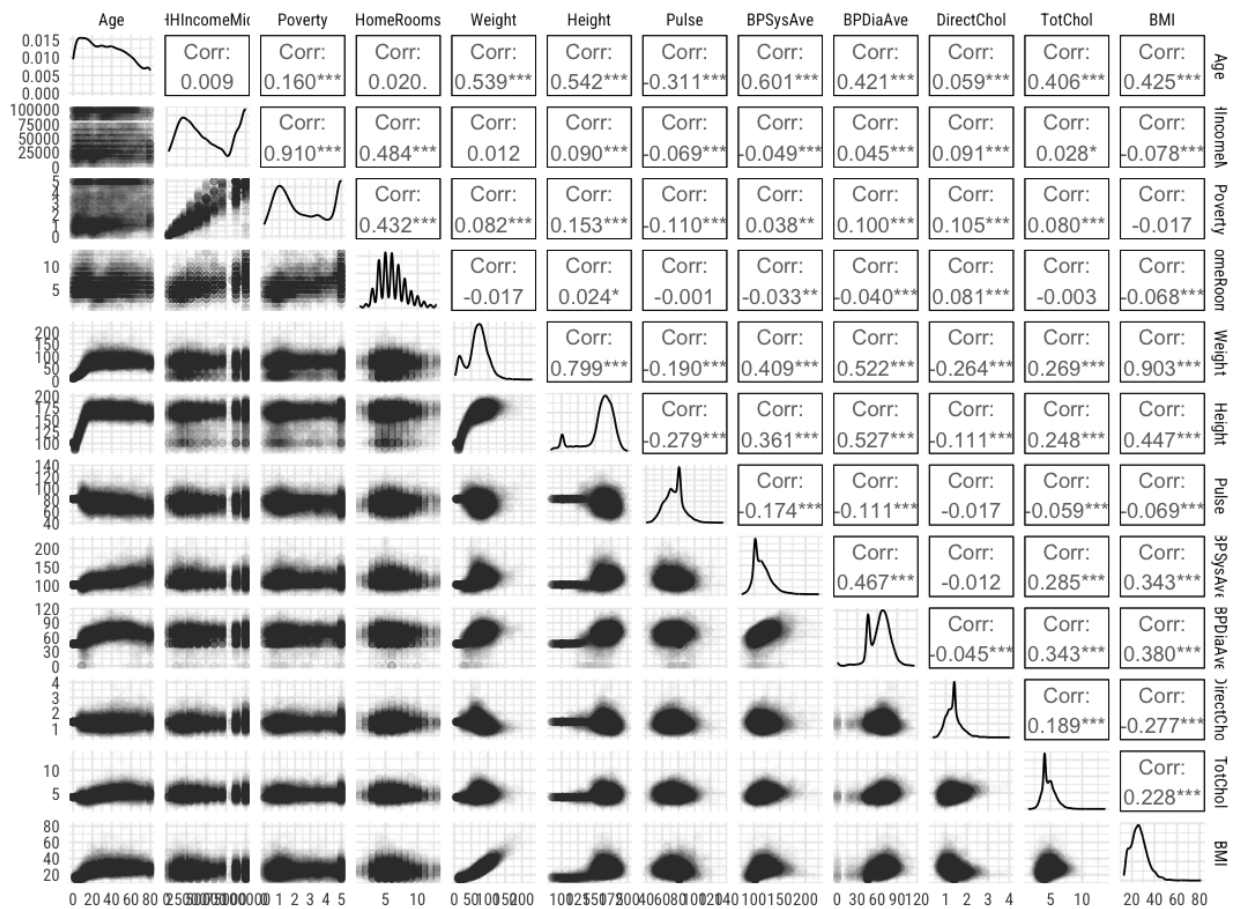 Age HHIncomeMic Poverty HomeRooms Weight Height Pulse BPSysAve BPDiaAve DirectChol TotChol BMI
0.015
0.010
0.005
0.000
Corr: Corr: Corr: Corr: Corr: Corr: Corr: Corr: Corr: Corr: Corr:
0.009 0.160*** 0.020. 0.539*** 0.542*** -0.311*** 0.601*** 0.421*** 0.059*** 0.406*** 0.425***
Age
100000
75000
50000
25000
0
Corr: Corr: Corr: Corr: Corr: Corr: Corr: Corr: Corr: Corr:
0.910*** 0.484*** 0.012 0.090*** -0.069*** -0.049*** 0.045*** 0.091*** 0.028* -0.078***
HIncomeM
5
4
3
2
1
0
Corr: Corr: Corr: Corr: Corr: Corr: Corr: Corr: Corr:
0.432*** 0.082*** 0.153*** -0.110*** 0.038** 0.100*** 0.105*** 0.080*** -0.017
Poverty
10
5
Corr: Corr: Corr: Corr: Corr: Corr: Corr: Corr:
-0.017 0.024* -0.001 -0.033** -0.040*** 0.081*** -0.003 -0.068***
omeRoom
200
150
100
50
0
Corr: Corr: Corr: Corr: Corr: Corr: Corr:
0.799*** -0.190*** 0.409*** 0.522*** -0.264*** 0.269*** 0.903***
Weight
200
175
150
125
100
Corr: Corr: Corr: Corr: Corr: Corr:
-0.279*** 0.361*** 0.527*** -0.111*** 0.248*** 0.447***
Height
140
120
100
80
60
40
Corr: Corr: Corr: Corr: Corr:
-0.174*** -0.111*** -0.017 -0.059*** -0.069***
Pulse
200
150
100
Corr: Corr: Corr: Corr:
0.467*** -0.012 0.285*** 0.343***
BPSysAve
120
90
60
30
0
Corr: Corr: Corr:
-0.045*** 0.343*** 0.380***
BPDiaAve
4
3
2
1
Corr: Corr:
0.189*** -0.277***
DirectCho
10
5
Corr:
0.228***
TotChol
80
60
40
20
BMI
0 20 40 60 80 0 1 2 3 4 5 5 10 0 50 100 150 200 100 125 150 175 200 406080100120140 100 150 200 0 30 60 90 120 1 2 3 4 5 10 20 40 60 80